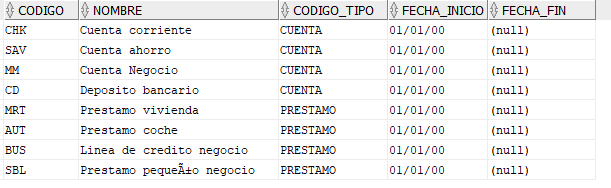 CODIGO NOMBRE CODIGO_TIPO FECHA_INICIO FECHA_FIN
CHK Cuenta corriente CUENTA 01/01/00 (null)
SAV Cuenta ahorro CUENTA 01/01/00 (null)
MM Cuenta Negocio CUENTA 01/01/00 (null)
CD Deposito bancario CUENTA 01/01/00 (null)
MRT Prestamo vivienda PRESTAMO 01/01/00 (null)
AUT Prestamo coche PRESTAMO 01/01/00 (null)
BUS Linea de credito negocio PRESTAMO 01/01/00 (null)
SBL Prestamo pequeÃ±o negocio PRESTAMO 01/01/00 (null)